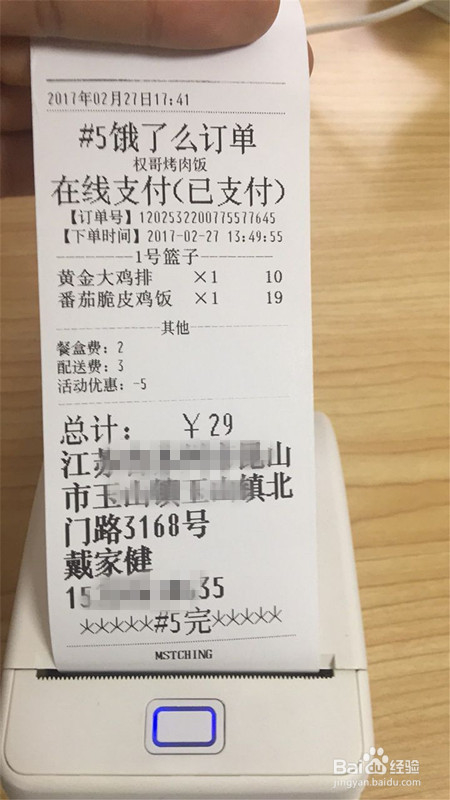 2017年02月27日17:41
#5饿了么订单
权哥烤肉饭
在线支付(已支付)
【订单号】1202532200775577645
【下单时间】2017-02-27 13:49:55
1号篮子
黄金大鸡排 ×1 10
番茄脆皮鸡饭 ×1 19
其他
餐盒费: 2
配送费: 3
活动优惠: -5
总计: ￥29
江苏 昆山
市玉山镇玉山镇北
门路3168号
戴家健
15 35
*****#5完*****
MSTCHING
Baidu经验
jingyan.baidu.com